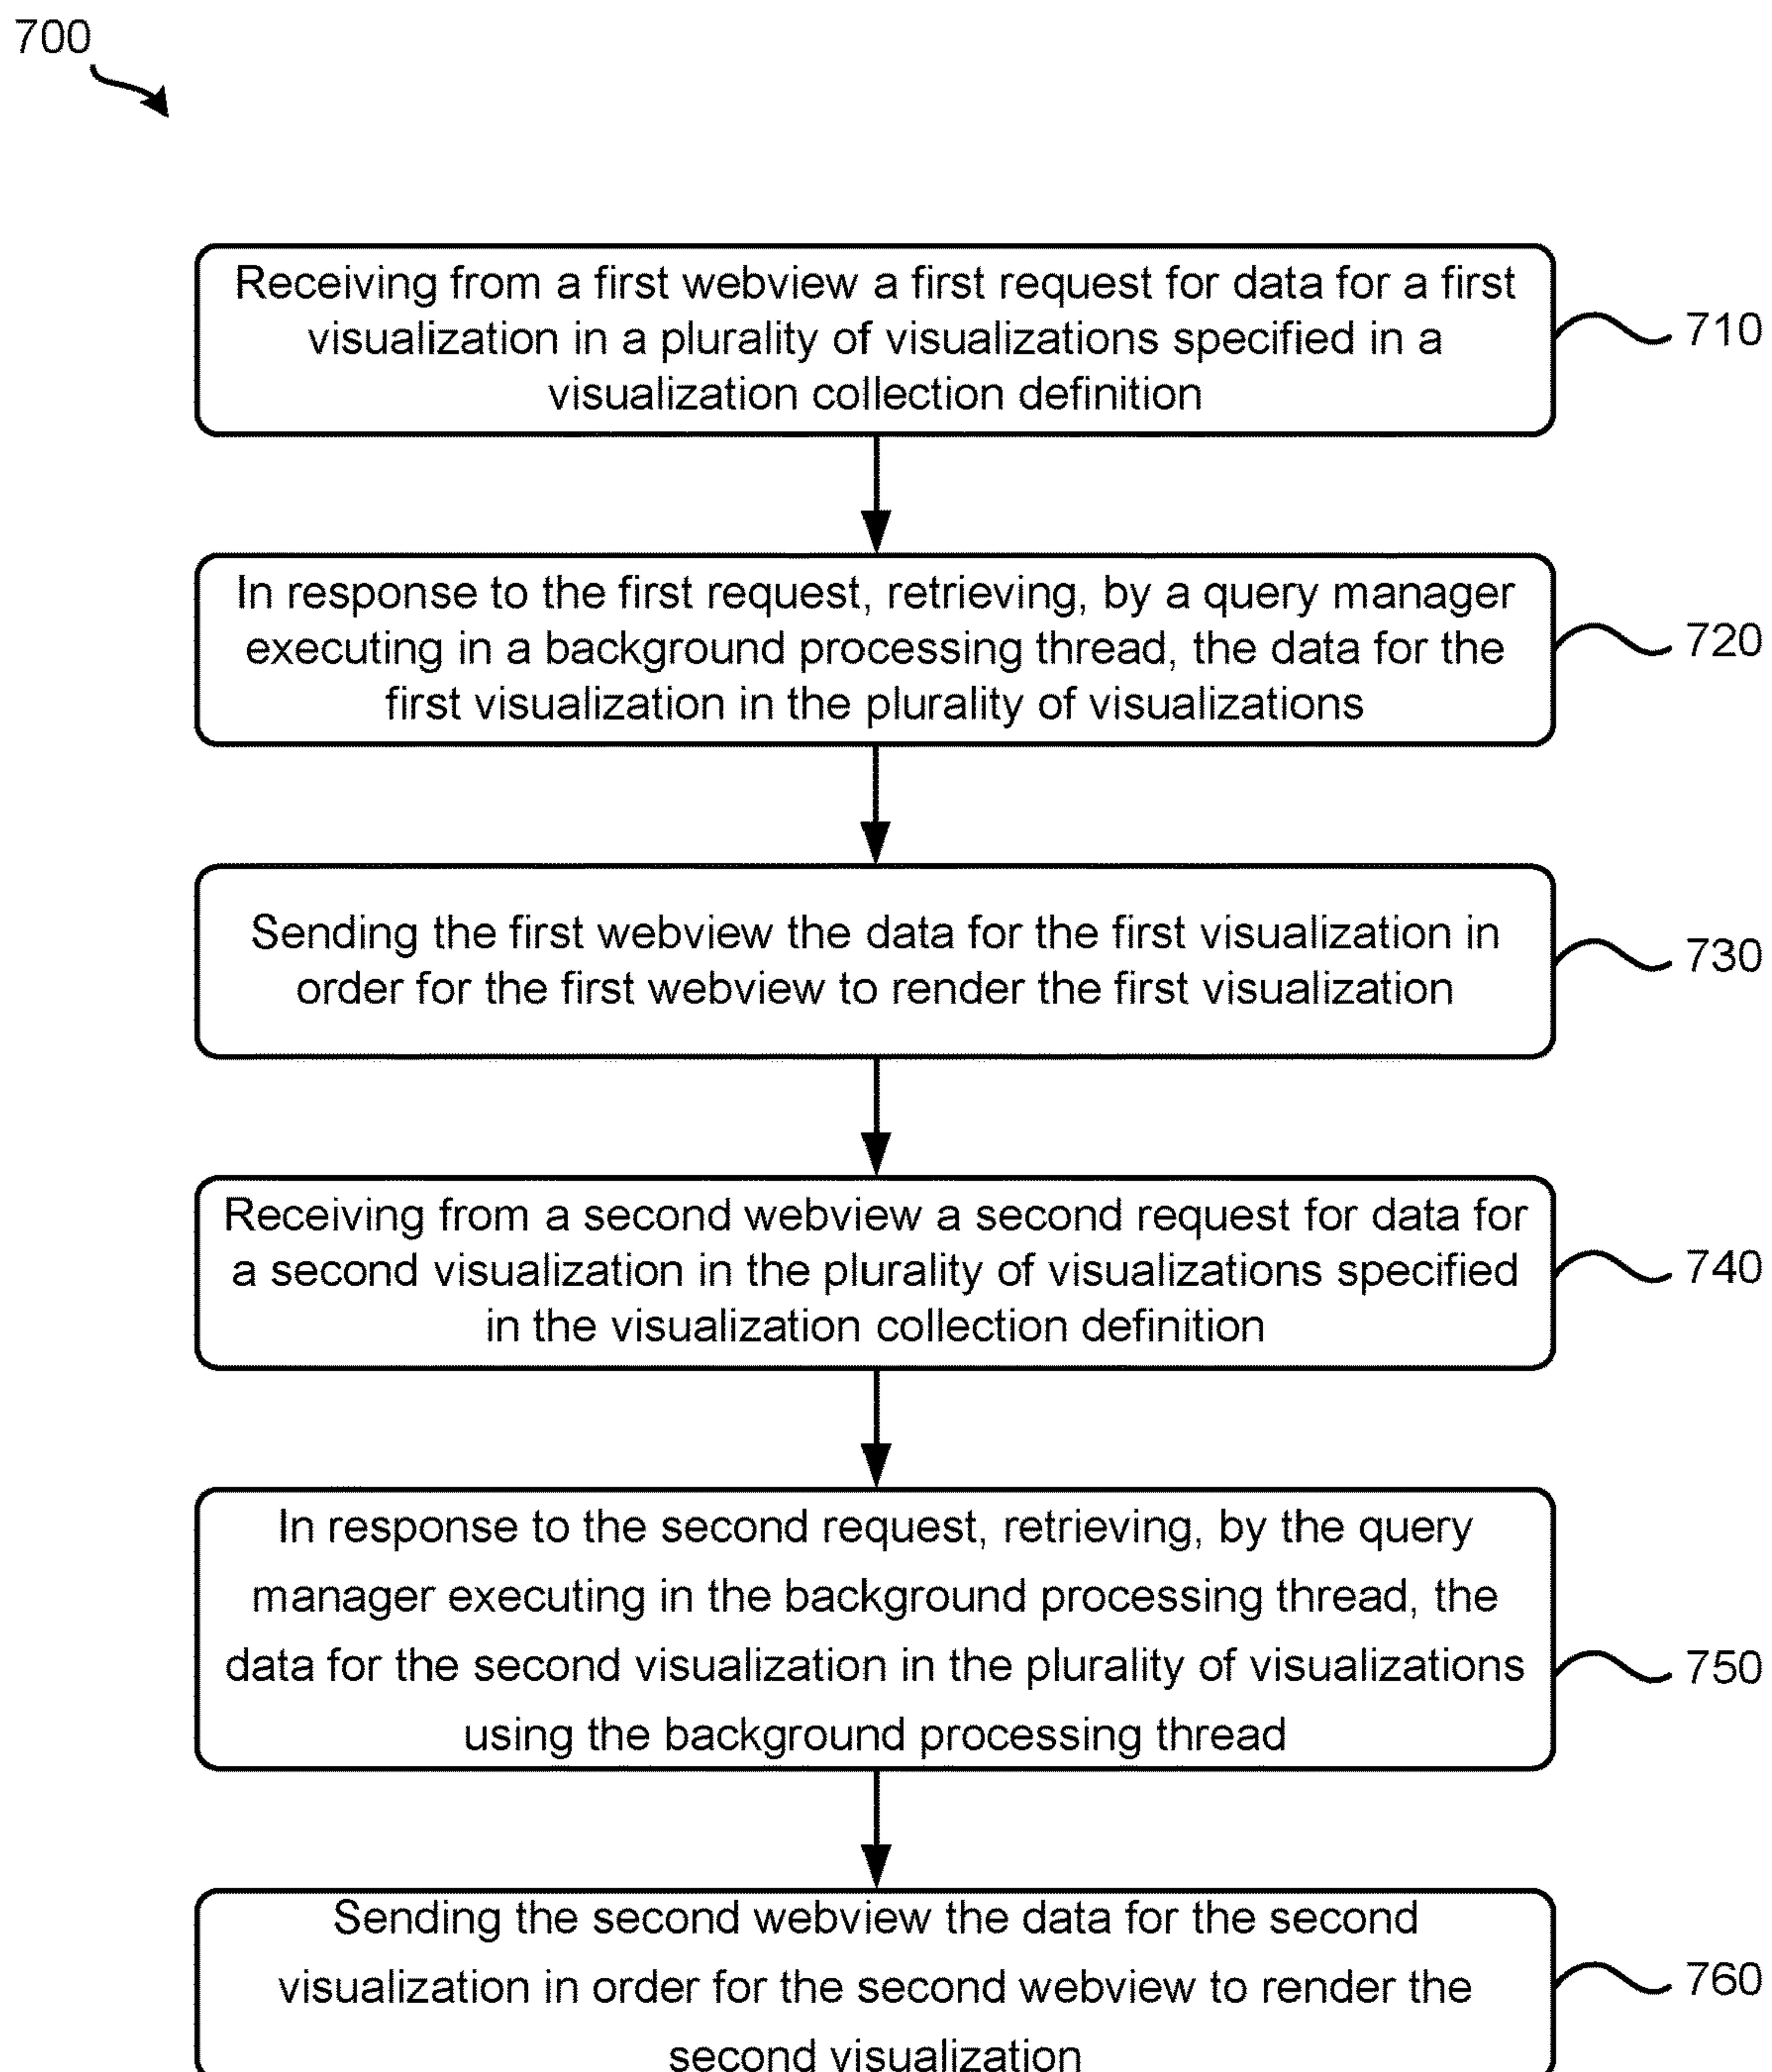 700
Receiving from a first webview a first request for data for a first
visualization in a plurality of visualizations specified in a
visualization collection definition
710
In response to the first request, retrieving, by a query manager
executing in a background processing thread, the data for the
first visualization in the plurality of visualizations
720
Sending the first webview the data for the first visualization in
order for the first webview to render the first visualization
730
Receiving from a second webview a second request for data for
a second visualization in the plurality of visualizations specified
in the visualization collection definition
740
In response to the second request, retrieving, by the query
manager executing in the background processing thread, the
data for the second visualization in the plurality of visualizations
using the background processing thread
750
Sending the second webview the data for the second
visualization in order for the second webview to render the
second visualization
760